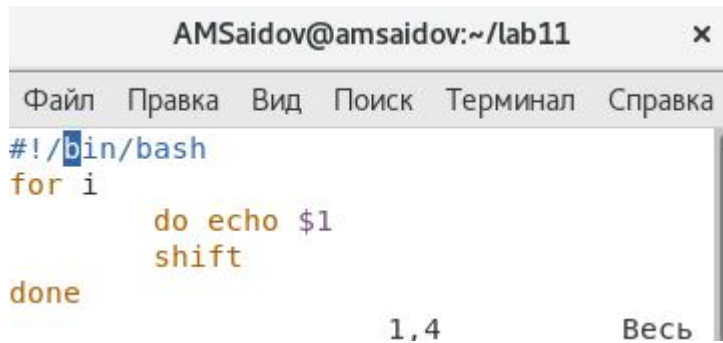 AMSaidov@amsaidov:~/lab11 ×
Файл Правка Вид Поиск Терминал Справка
#!/bin/bash
for i
do echo $1
shift
done
1,4 Весь